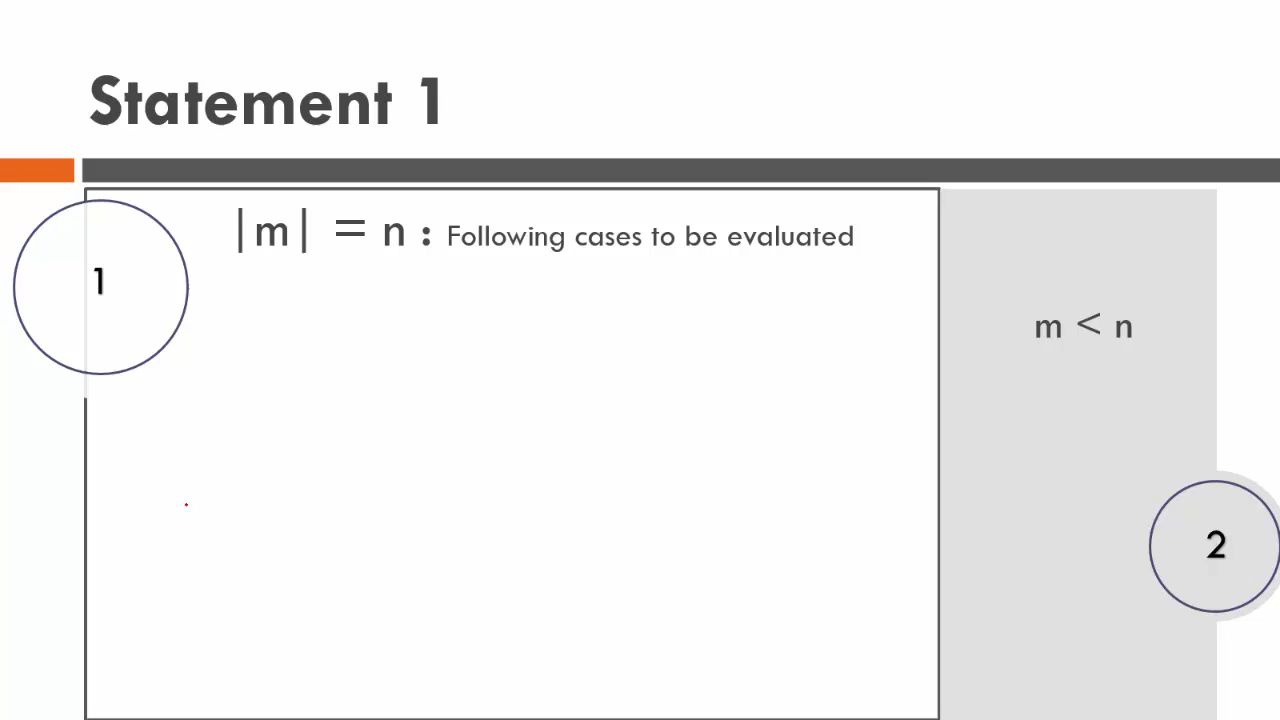 Statement 1
1
|m| = n : Following cases to be evaluated
m < n
2